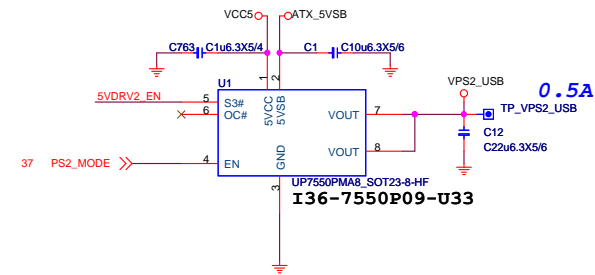 VCC5 ATX_5VSB
C763 C1u6.3X5/4 C1 C10u6.3X5/6
U1
1 2
5VCC 5VSB
VPS2_USB 0.5A
5VDRV2_EN 5 S3# VOUT 7 TP_VPS2_USB
6 OC#
C12
C22u6.3X5/6
37 PS2_MODE 4 EN VOUT 8
GND
3
UP7550PMA8_SOT23-8-HF
I36-7550P09-U33